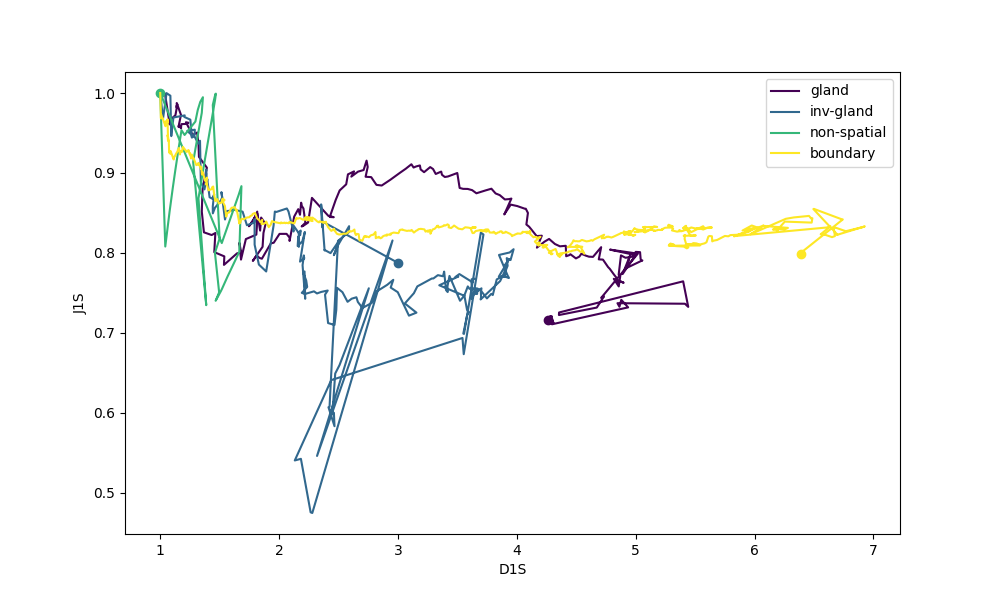 gland
inv-gland
non-spatial
boundary
1.0
0.9
0.8
0.7
0.6
0.5
J1S
1 2 3 4 5 6 7
D1S